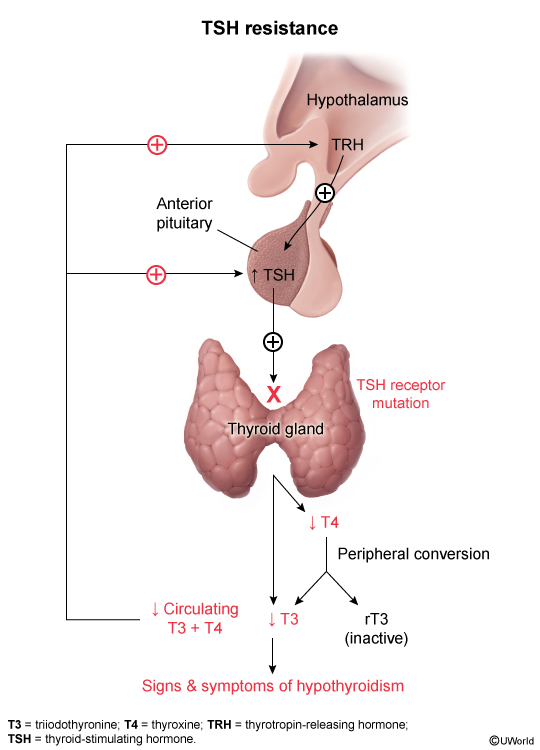 TSH resistance
Hypothalamus
TRH
Anterior
pituitary
↑ TSH
X
TSH receptor
mutation
Thyroid gland
↓ T4
Peripheral conversion
↓ Circulating
T3 + T4
↓ T3
rT3
(inactive)
Signs & symptoms of hypothyroidism
T3 = triiodothyronine; T4 = thyroxine; TRH = thyrotropin-releasing hormone;
TSH = thyroid-stimulating hormone.
©UWorld